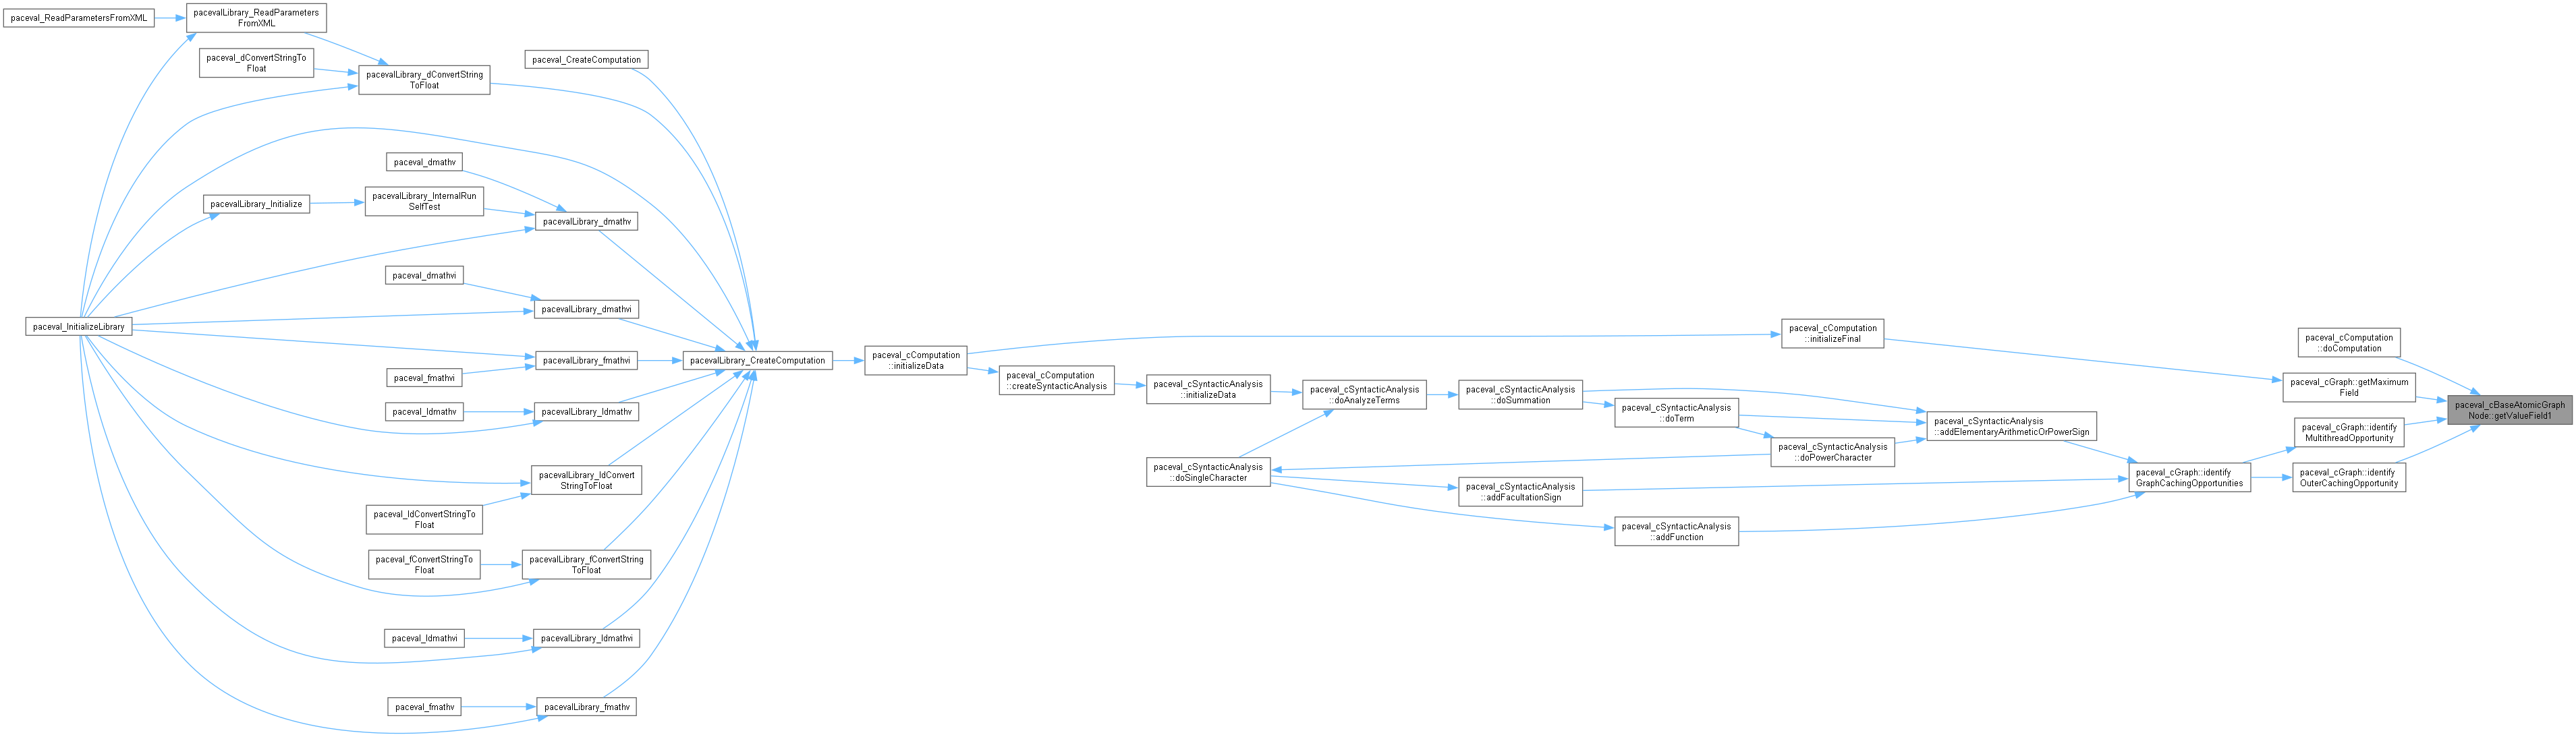 paceval_ReadParametersFromXML
pacevalLibrary_ReadParameters
FromXML
paceval_dConvertStringTo
Float
pacevalLibrary_dConvertString
ToFloat
paceval_CreateComputation
paceval_dmathv
pacevalLibrary_InternalRun
SelfTest
pacevalLibrary_Initialize
pacevalLibrary_dmathv
paceval_dmathvi
pacevalLibrary_dmathvi
paceval_InitializeLibrary
pacevalLibrary_fmathvi
paceval_fmathvi
pacevalLibrary_CreateComputation
paceval_ldmathv
pacevalLibrary_ldmathv
pacevalLibrary_ldConvert
StringToFloat
paceval_ldConvertStringTo
Float
paceval_fConvertStringTo
Float
pacevalLibrary_fConvertString
ToFloat
paceval_ldmathvi
pacevalLibrary_ldmathvi
paceval_fmathv
pacevalLibrary_fmathv
paceval_cComputation
::initializeData
paceval_cComputation
::createSyntacticAnalysis
paceval_cSyntacticAnalysis
::initializeData
paceval_cSyntacticAnalysis
::doAnalyzeTerms
paceval_cSyntacticAnalysis
::doSingleCharacter
paceval_cSyntacticAnalysis
::doSummation
paceval_cSyntacticAnalysis
::addFacultationSign
paceval_cSyntacticAnalysis
::doTerm
paceval_cSyntacticAnalysis
::addFunction
paceval_cComputation
::initializeFinal
paceval_cSyntacticAnalysis
::doPowerCharacter
paceval_cSyntacticAnalysis
::addElementaryArithmeticOrPowerSign
paceval_cGraph::identify
GraphCachingOpportunities
paceval_cComputation
::doComputation
paceval_cGraph::getMaximum
Field
paceval_cGraph::identify
MultithreadOpportunity
paceval_cGraph::identify
OuterCachingOpportunity
paceval_cBaseAtomicGraph
Node::getValueField1